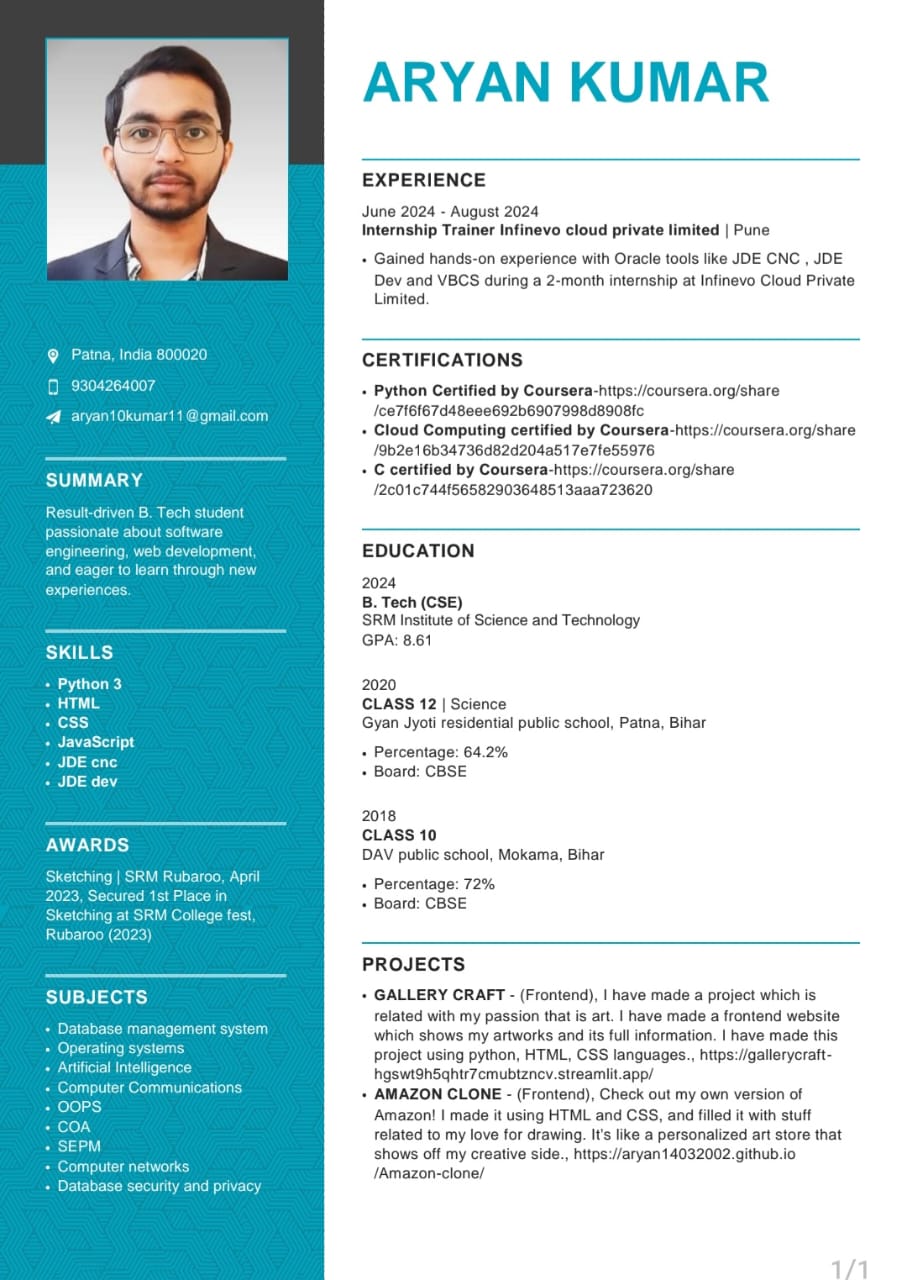 ARYAN KUMAR
Patna, India 800020
9304264007
aryan10kumar11@gmail.com
SUMMARY
Result-driven B. Tech student
passionate about software
engineering, web development,
and eager to learn through new
experiences.
SKILLS
• Python 3
• HTML
• CSS
• JavaScript
• JDE cnc
• JDE dev
AWARDS
Sketching | SRM Rubaroo, April
2023, Secured 1st Place in
Sketching at SRM College fest,
Rubaroo (2023)
SUBJECTS
• Database management system
• Operating systems
• Artificial Intelligence
• Computer Communications
• OOPS
• COA
• SEPM
• Computer networks
• Database security and privacy
EXPERIENCE
June 2024 - August 2024
Internship Trainer Infinevo cloud private limited | Pune
• Gained hands-on experience with Oracle tools like JDE CNC , JDE
Dev and VBCS during a 2-month internship at Infinevo Cloud Private
Limited.
CERTIFICATIONS
• Python Certified by Coursera-https://coursera.org/share
/ce7f6f67d48eee692b6907998d8908fc
• Cloud Computing certified by Coursera-https://coursera.org/share
/9b2e16b34736d82d204a517e7fe55976
• C certified by Coursera-https://coursera.org/share
/2c01c744f56582903648513aaa723620
EDUCATION
2024
B. Tech (CSE)
SRM Institute of Science and Technology
GPA: 8.61
2020
CLASS 12 | Science
Gyan Jyoti residential public school, Patna, Bihar
• Percentage: 64.2%
• Board: CBSE
2018
CLASS 10
DAV public school, Mokama, Bihar
• Percentage: 72%
• Board: CBSE
PROJECTS
• GALLERY CRAFT - (Frontend), I have made a project which is
related with my passion that is art. I have made a frontend website
which shows my artworks and its full information. I have made this
project using python, HTML, CSS languages., https://gallerycraft-
hgswt9h5qhtr7cmubtzncv.streamlit.app/
• AMAZON CLONE - (Frontend), Check out my own version of
Amazon! I made it using HTML and CSS, and filled it with stuff
related to my love for drawing. It's like a personalized art store that
shows off my creative side., https://aryan14032002.github.io
/Amazon-clone/
1/1